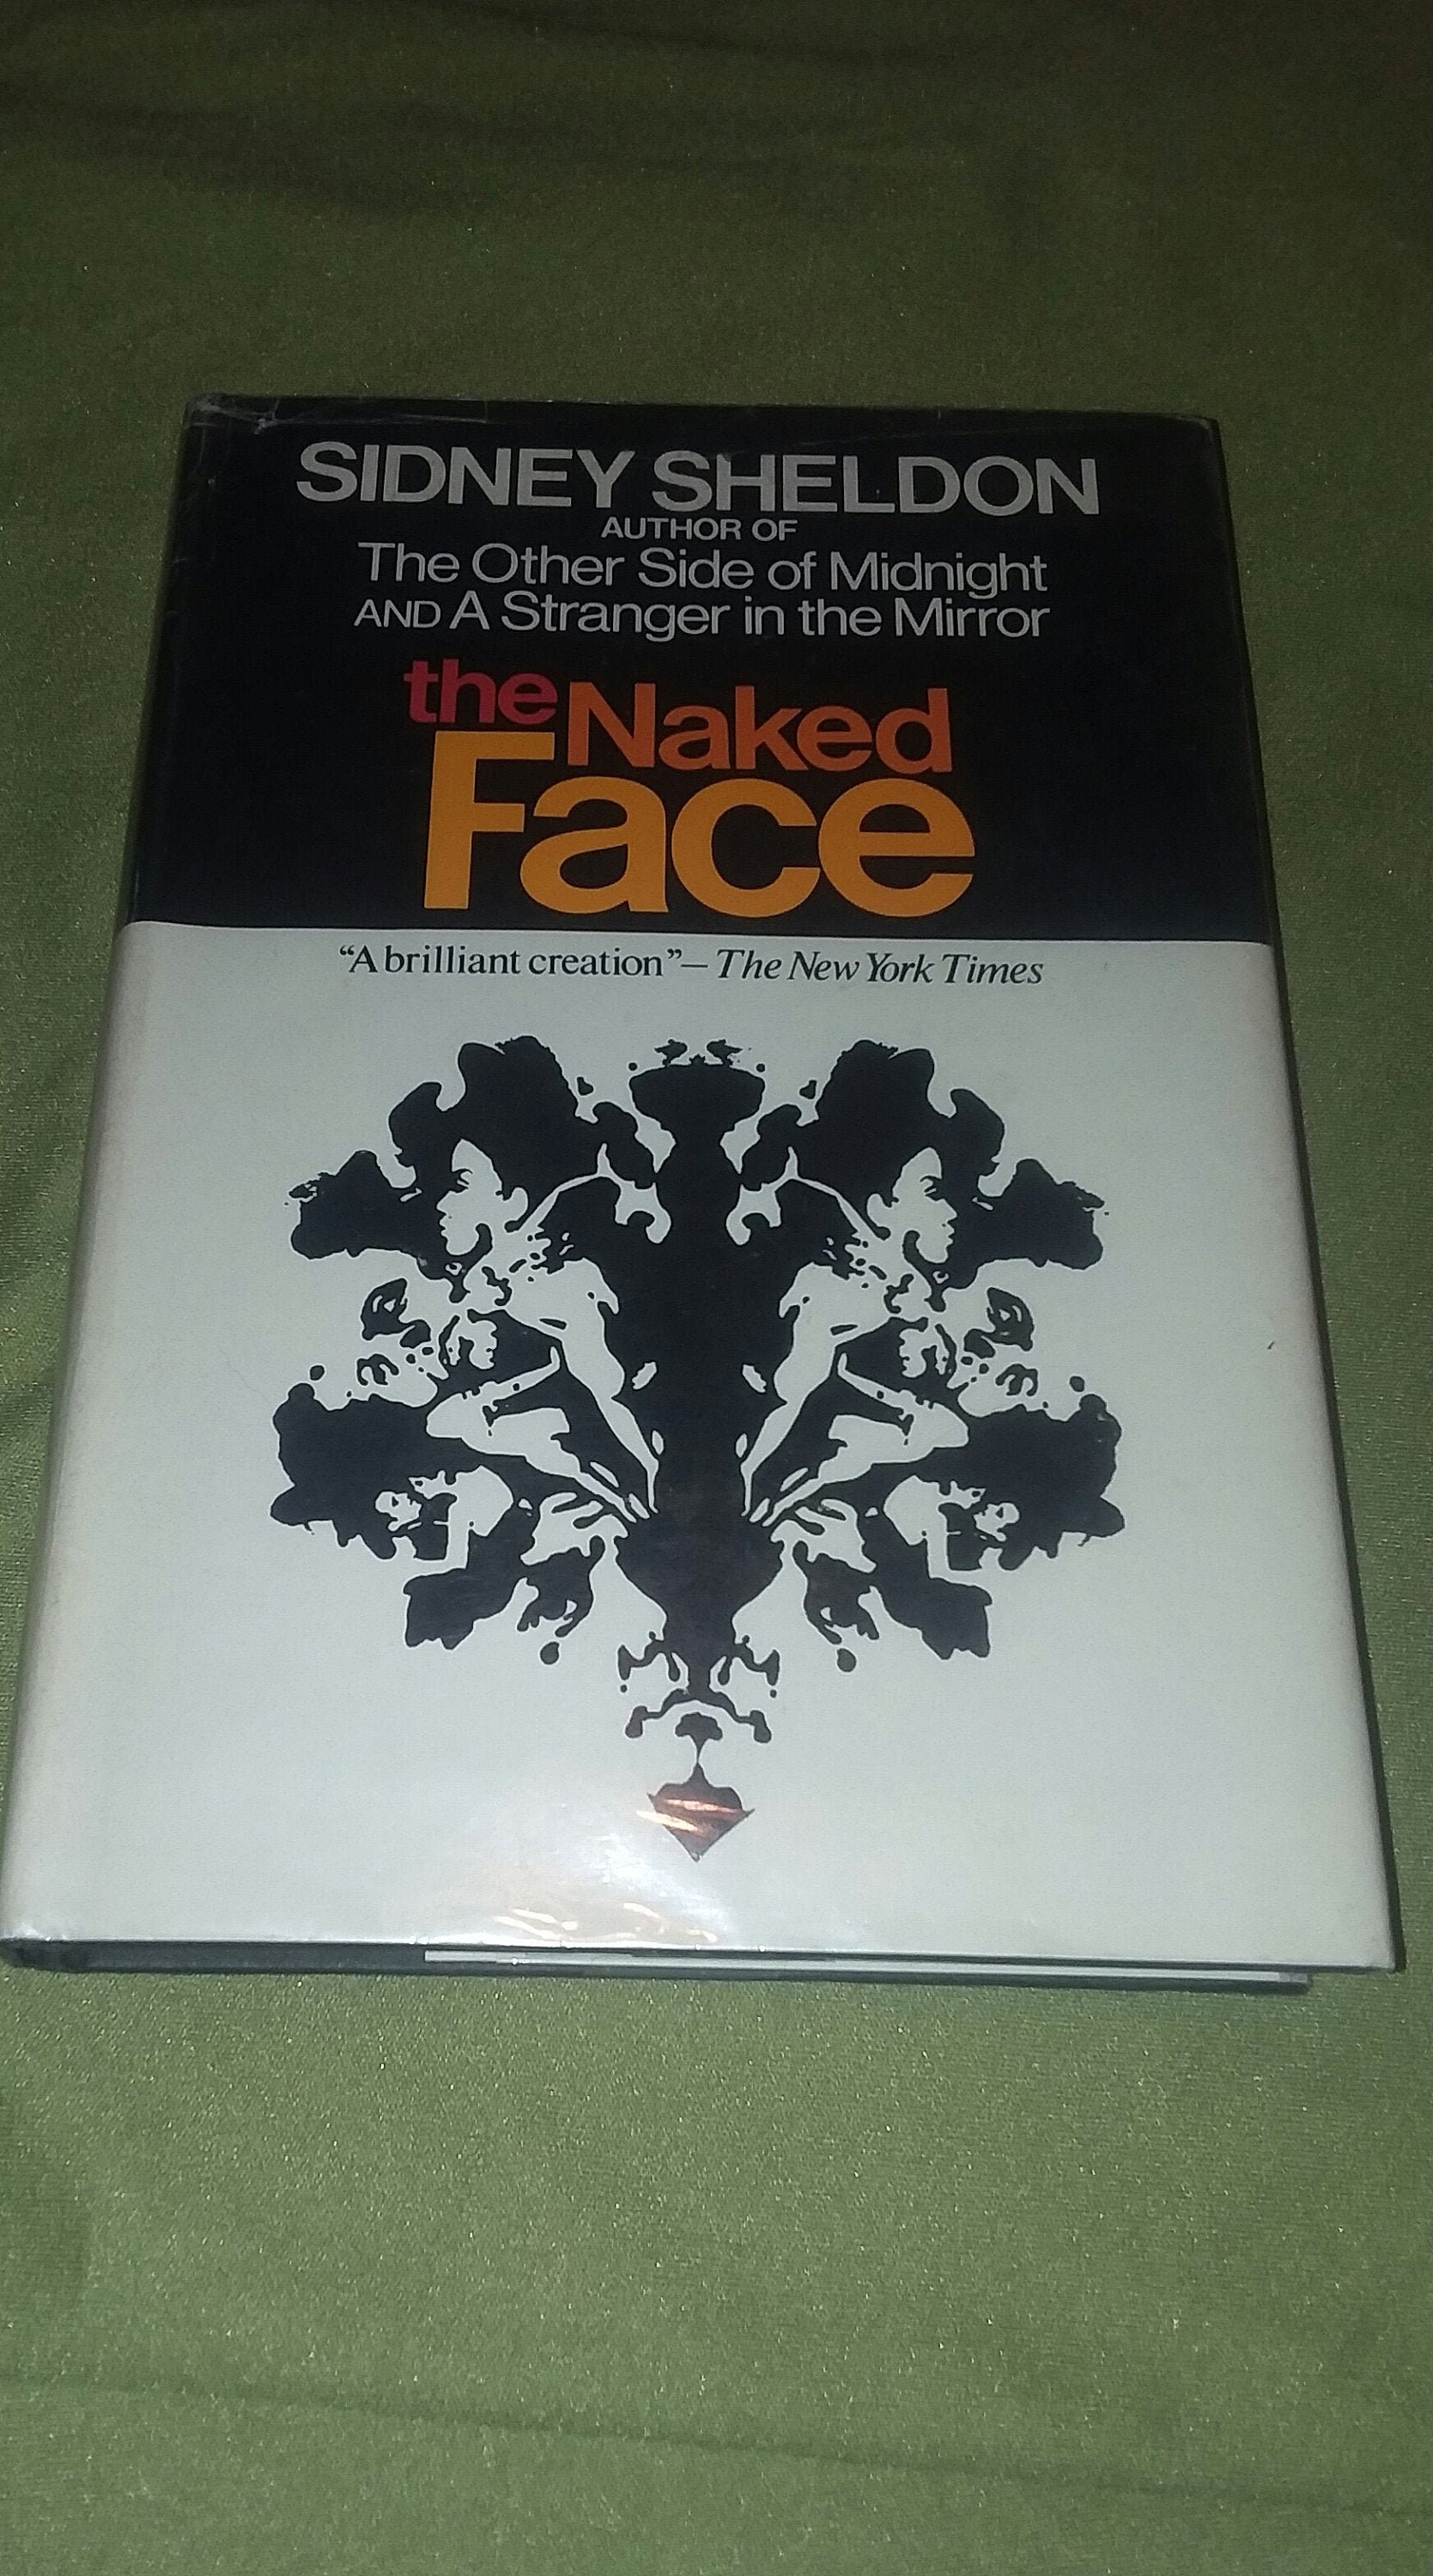 SIDNEY SHELDON
AUTHOR OF
The Other Side of Midnight
AND A Stranger in the Mirror
the Naked
Face
“A brilliant creation”— The New York Times